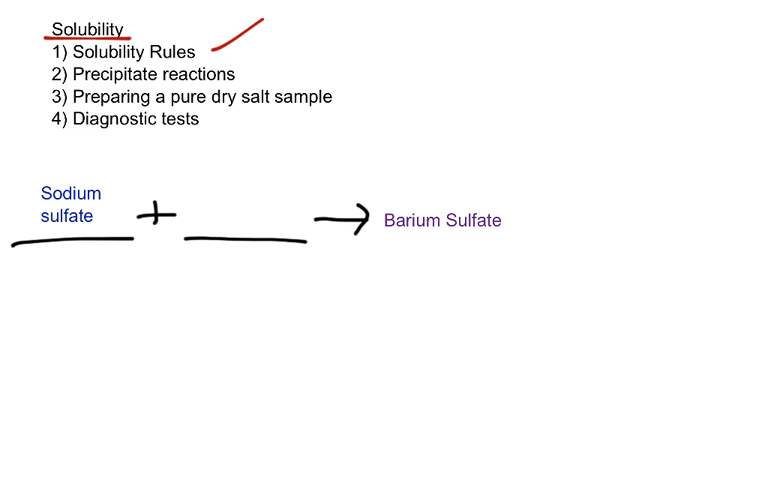 Solubility
1) Solubility Rules
2) Precipitate reactions
3) Preparing a pure dry salt sample
4) Diagnostic tests
Sodium
sulfate + → Barium Sulfate